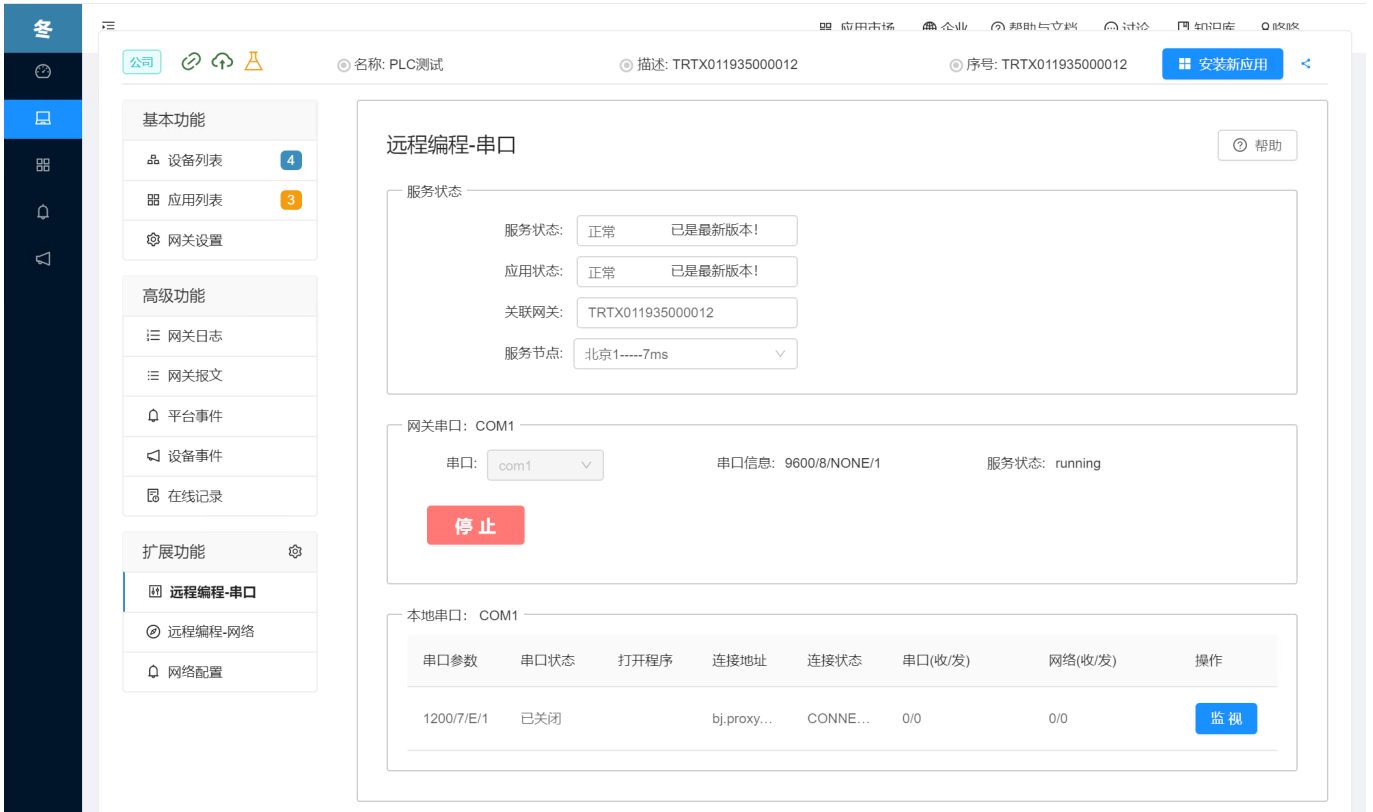 冬
应用市场 企业 帮助与文档 讨论 知识库 咚咚
公司 名称: PLC测试 描述: TRTX011935000012 序号: TRTX011935000012 安装新应用
基本功能
设备列表 4
应用列表 3
网关设置
高级功能
网关日志
网关报文
平台事件
设备事件
在线记录
扩展功能
远程编程-串口
远程编程-网络
网络配置
远程编程-串口 帮助
服务状态
服务状态: 正常 已是最新版本!
应用状态: 正常 已是最新版本!
关联网关: TRTX011935000012
服务节点: 北京1-----7ms
网关串口: COM1
串口: com1 串口信息: 9600/8/NONE/1 服务状态: running
停止
本地串口: COM1
串口参数 串口状态 打开程序 连接地址 连接状态 串口(收/发) 网络(收/发) 操作
1200/7/E/1 已关闭 bj.proxy... CONNE... 0/0 0/0 监视